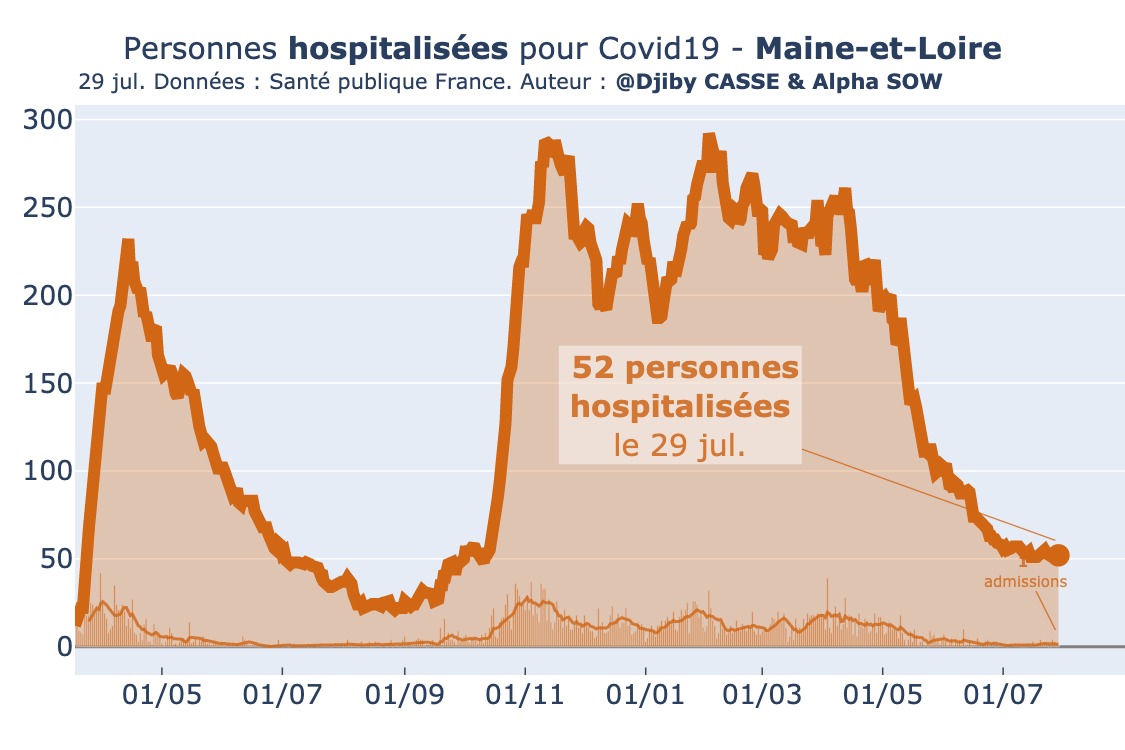 Personnes hospitalisées pour Covid19 - Maine-et-Loire
29 jul. Données : Santé publique France. Auteur : @Djiby CASSE & Alpha SOW
300
250
200
150
100
50
0
52 personnes
hospitalisées
le 29 jul.
1
admissions
01/05 01/07 01/09 01/11 01/01 01/03 01/05 01/07